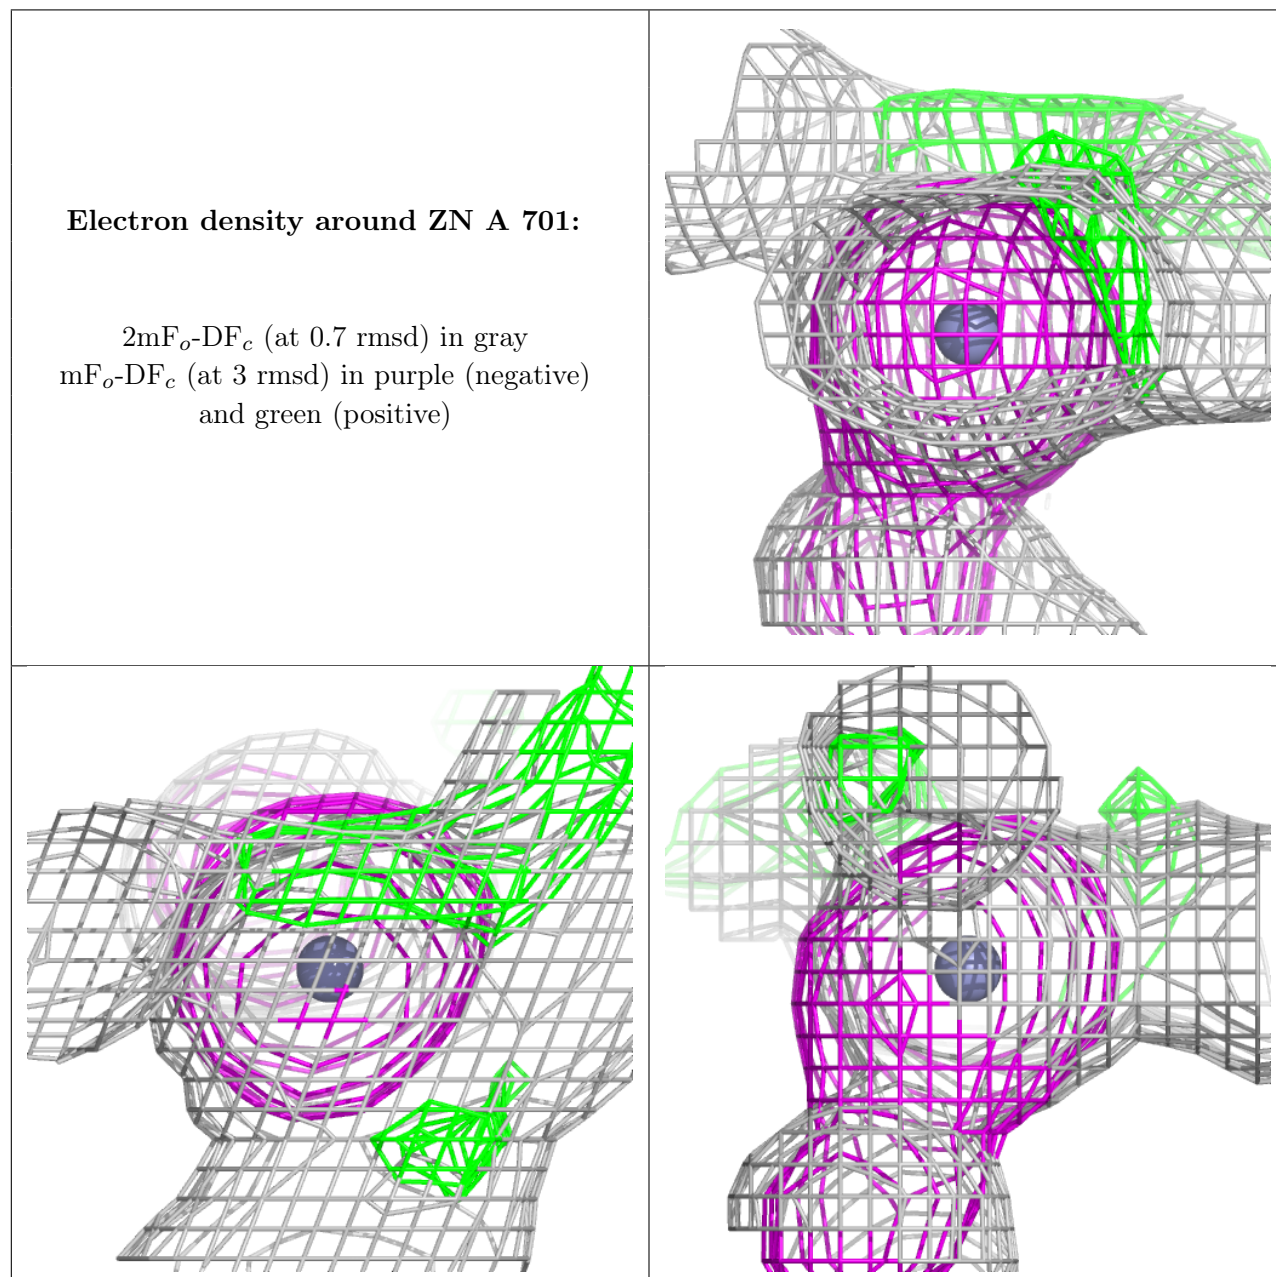 Electron density around ZN A 701:
2mFo-DFc (at 0.7 rmsd) in gray
mFo-DFc (at 3 rmsd) in purple (negative)
and green (positive)